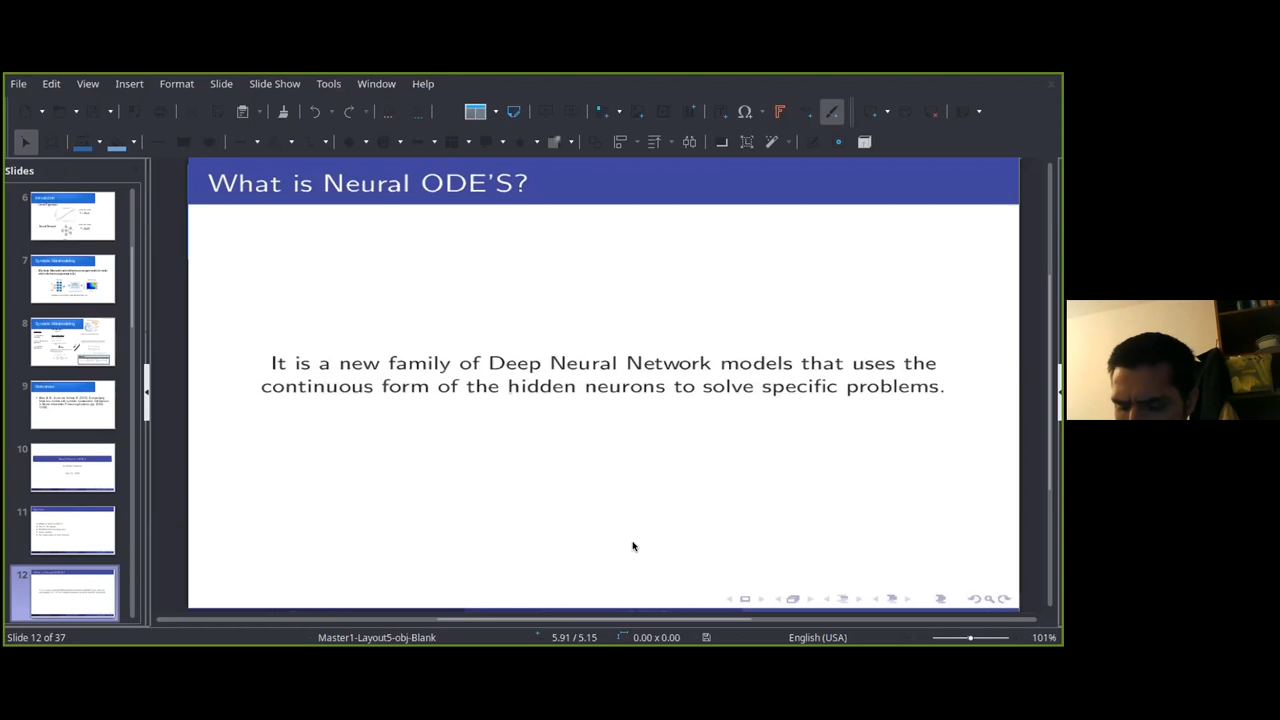 File Edit View Insert Format Slide Slide Show Tools Window Help
Slides
What is Neural ODE'S?
6
7
8
9
10
11
12
It is a new family of Deep Neural Network models that uses the
continuous form of the hidden neurons to solve specific problems.
Slide 12 of 37 Master1-Layout5-obj-Blank 5.91 / 5.15 0.00 x 0.00 English (USA) 101%